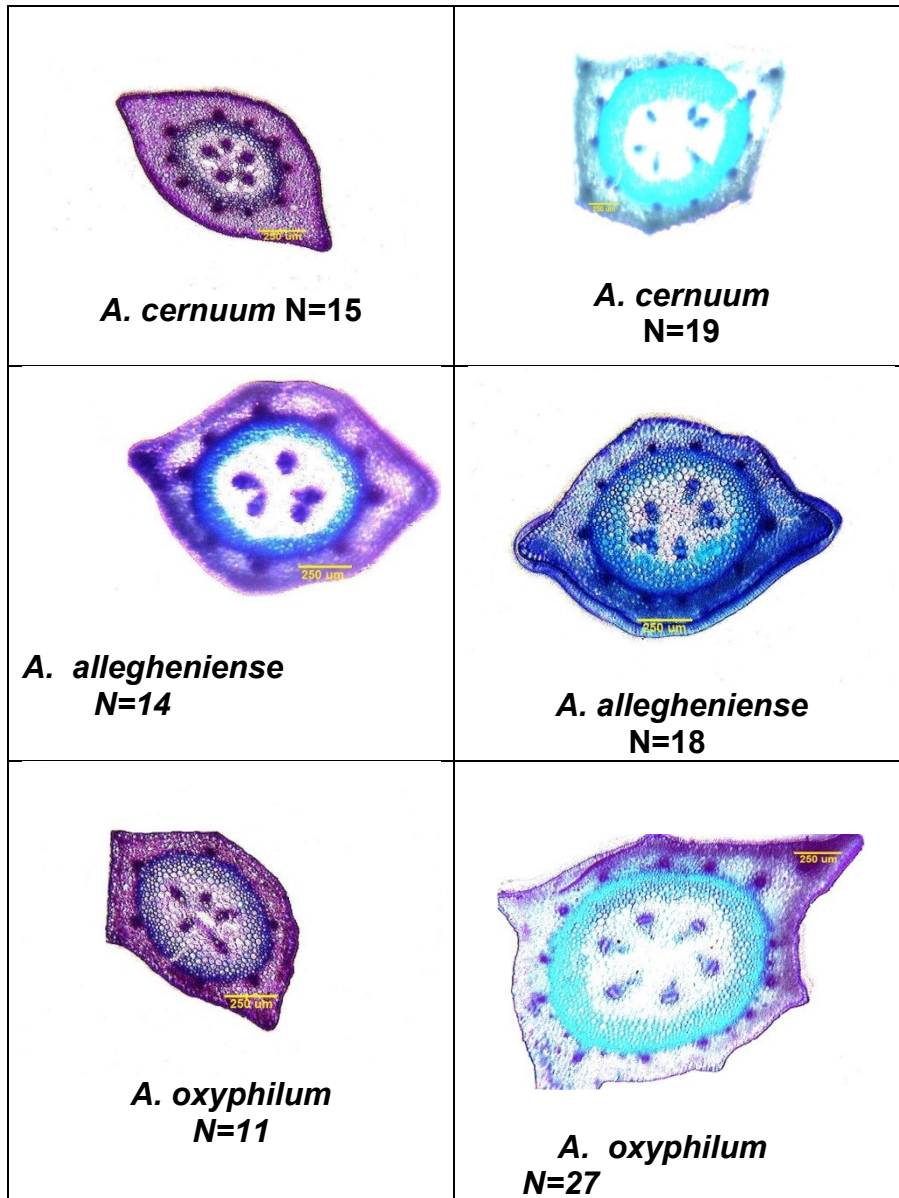 250 um
A. cernuum N=15
250 um
A. cernuum
N=19
250 um
A. allegheniense
N=14
250 um
A. allegheniense
N=18
250 um
A. oxyphilum
N=11
250 um
A. oxyphilum
N=27